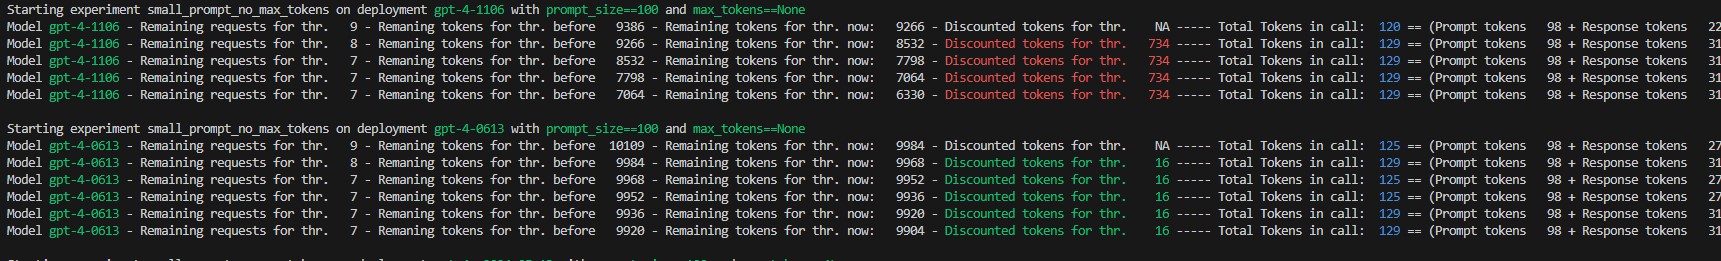 Starting experiment small_prompt_no_max_tokens on deployment gpt-4-1106 with prompt_size==100 and max_tokens==None
Model gpt-4-1106 - Remaining requests for thr.   9 - Remaning tokens for thr. before   9386 - Remaining tokens for thr. now:   9266 - Discounted tokens for thr.    NA ----- Total Tokens in call:  120 == (Prompt tokens   98 + Response tokens   22
Model gpt-4-1106 - Remaining requests for thr.   8 - Remaning tokens for thr. before   9266 - Remaining tokens for thr. now:   8532 - Discounted tokens for thr.   734 ----- Total Tokens in call:  129 == (Prompt tokens   98 + Response tokens   31
Model gpt-4-1106 - Remaining requests for thr.   7 - Remaning tokens for thr. before   8532 - Remaining tokens for thr. now:   7798 - Discounted tokens for thr.   734 ----- Total Tokens in call:  129 == (Prompt tokens   98 + Response tokens   31
Model gpt-4-1106 - Remaining requests for thr.   7 - Remaning tokens for thr. before   7798 - Remaining tokens for thr. now:   7064 - Discounted tokens for thr.   734 ----- Total Tokens in call:  129 == (Prompt tokens   98 + Response tokens   31
Model gpt-4-1106 - Remaining requests for thr.   7 - Remaning tokens for thr. before   7064 - Remaining tokens for thr. now:   6330 - Discounted tokens for thr.   734 ----- Total Tokens in call:  129 == (Prompt tokens   98 + Response tokens   31
Starting experiment small_prompt_no_max_tokens on deployment gpt-4-0613 with prompt_size==100 and max_tokens==None
Model gpt-4-0613 - Remaining requests for thr.   9 - Remaning tokens for thr. before  10109 - Remaining tokens for thr. now:   9984 - Discounted tokens for thr.    NA ----- Total Tokens in call:  125 == (Prompt tokens   98 + Response tokens   27
Model gpt-4-0613 - Remaining requests for thr.   8 - Remaning tokens for thr. before   9984 - Remaining tokens for thr. now:   9968 - Discounted tokens for thr.    16 ----- Total Tokens in call:  129 == (Prompt tokens   98 + Response tokens   31
Model gpt-4-0613 - Remaining requests for thr.   7 - Remaning tokens for thr. before   9968 - Remaining tokens for thr. now:   9952 - Discounted tokens for thr.    16 ----- Total Tokens in call:  125 == (Prompt tokens   98 + Response tokens   27
Model gpt-4-0613 - Remaining requests for thr.   7 - Remaning tokens for thr. before   9952 - Remaining tokens for thr. now:   9936 - Discounted tokens for thr.    16 ----- Total Tokens in call:  125 == (Prompt tokens   98 + Response tokens   27
Model gpt-4-0613 - Remaining requests for thr.   7 - Remaning tokens for thr. before   9936 - Remaining tokens for thr. now:   9920 - Discounted tokens for thr.    16 ----- Total Tokens in call:  129 == (Prompt tokens   98 + Response tokens   31
Model gpt-4-0613 - Remaining requests for thr.   7 - Remaning tokens for thr. before   9920 - Remaining tokens for thr. now:   9904 - Discounted tokens for thr.    16 ----- Total Tokens in call:  129 == (Prompt tokens   98 + Response tokens   31